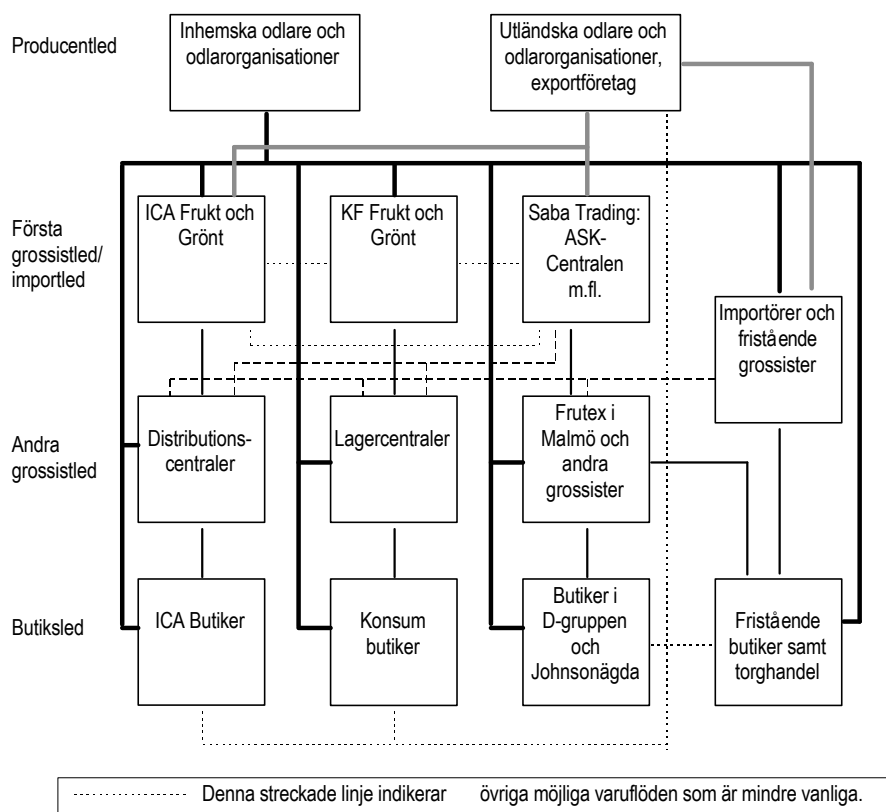 Producentled
Inhemska odlare och
odlarorganisationer
Utländska odlare och
odlarorganisationer,
exportföretag
Första
grossistled/
importled
ICA Frukt och
Grönt
KF Frukt och
Grönt
Saba Trading:
ASK-
Centralen
m.fl.
Importörer och
fristående
grossister
Andra
grossistled
Distributions-
centraler
Lagercentraler
Frutex i
Malmö och
andra
grossister
Butiksled
ICA Butiker
Konsum
butiker
Butiker i
D-gruppen
och
Johnsonägda
Fristående
butiker samt
torghandel
Denna streckade linje indikerar övriga möjliga varuflöden som är mindre vanliga.